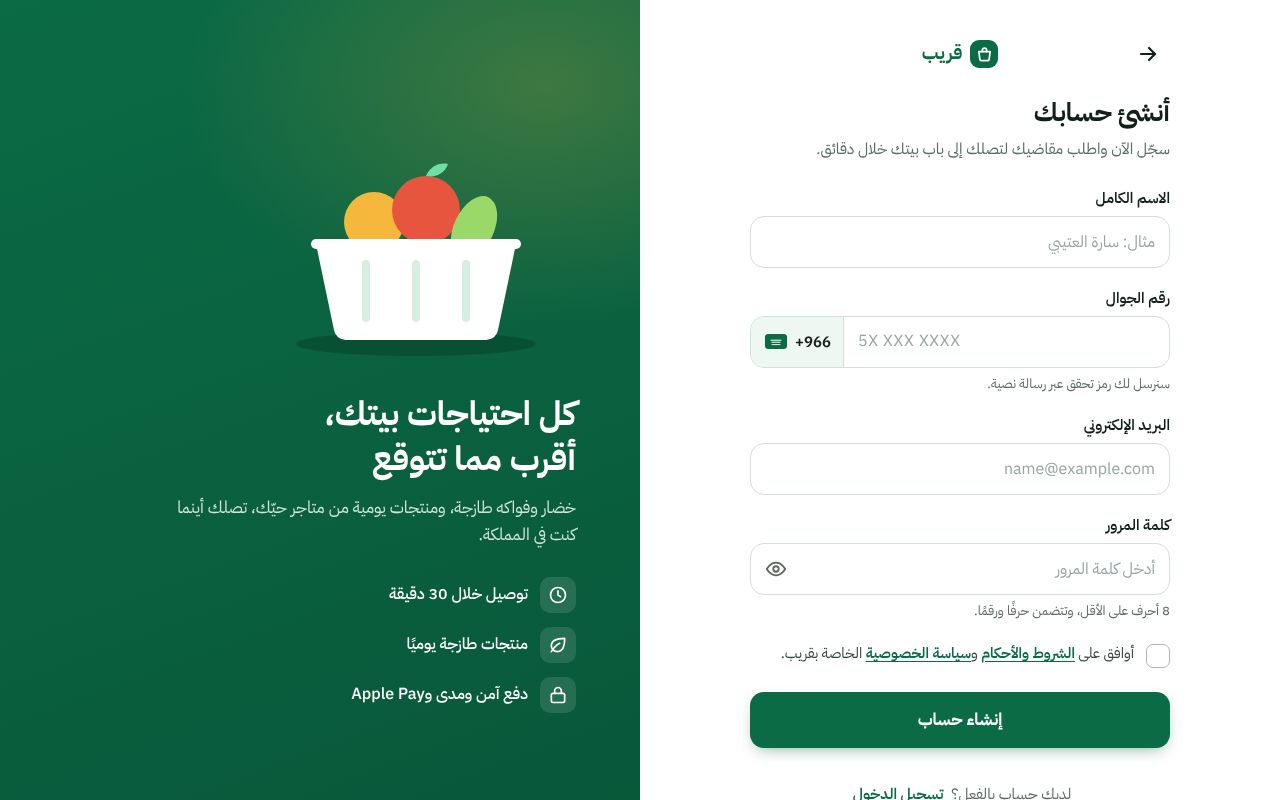 قريب
أنشئ حسابك
سجّل الآن واطلب مقاضيك لتصلك إلى باب بيتك خلال دقائق.
الاسم الكامل
مثال: سارة العتيبي
رقم الجوال
+966 5X XXX XXXX
سنرسل لك رمز تحقق عبر رسالة نصية.
البريد الإلكتروني
name@example.com
كلمة المرور
أدخل كلمة المرور
8 أحرف على الأقل، وتتضمن حرفًا ورقمًا.
أوافق على الشروط والأحكام وسياسة الخصوصية الخاصة بقريب.
إنشاء حساب
لديك حساب بالفعل؟ تسجيل الدخول
كل احتياجات بيتك،
أقرب مما تتوقع
خضار وفواكه طازجة، ومنتجات يومية من متاجر حيّك، تصلك أينما
كنت في المملكة.
توصيل خلال 30 دقيقة
منتجات طازجة يوميًا
دفع آمن ومدى وApple Pay